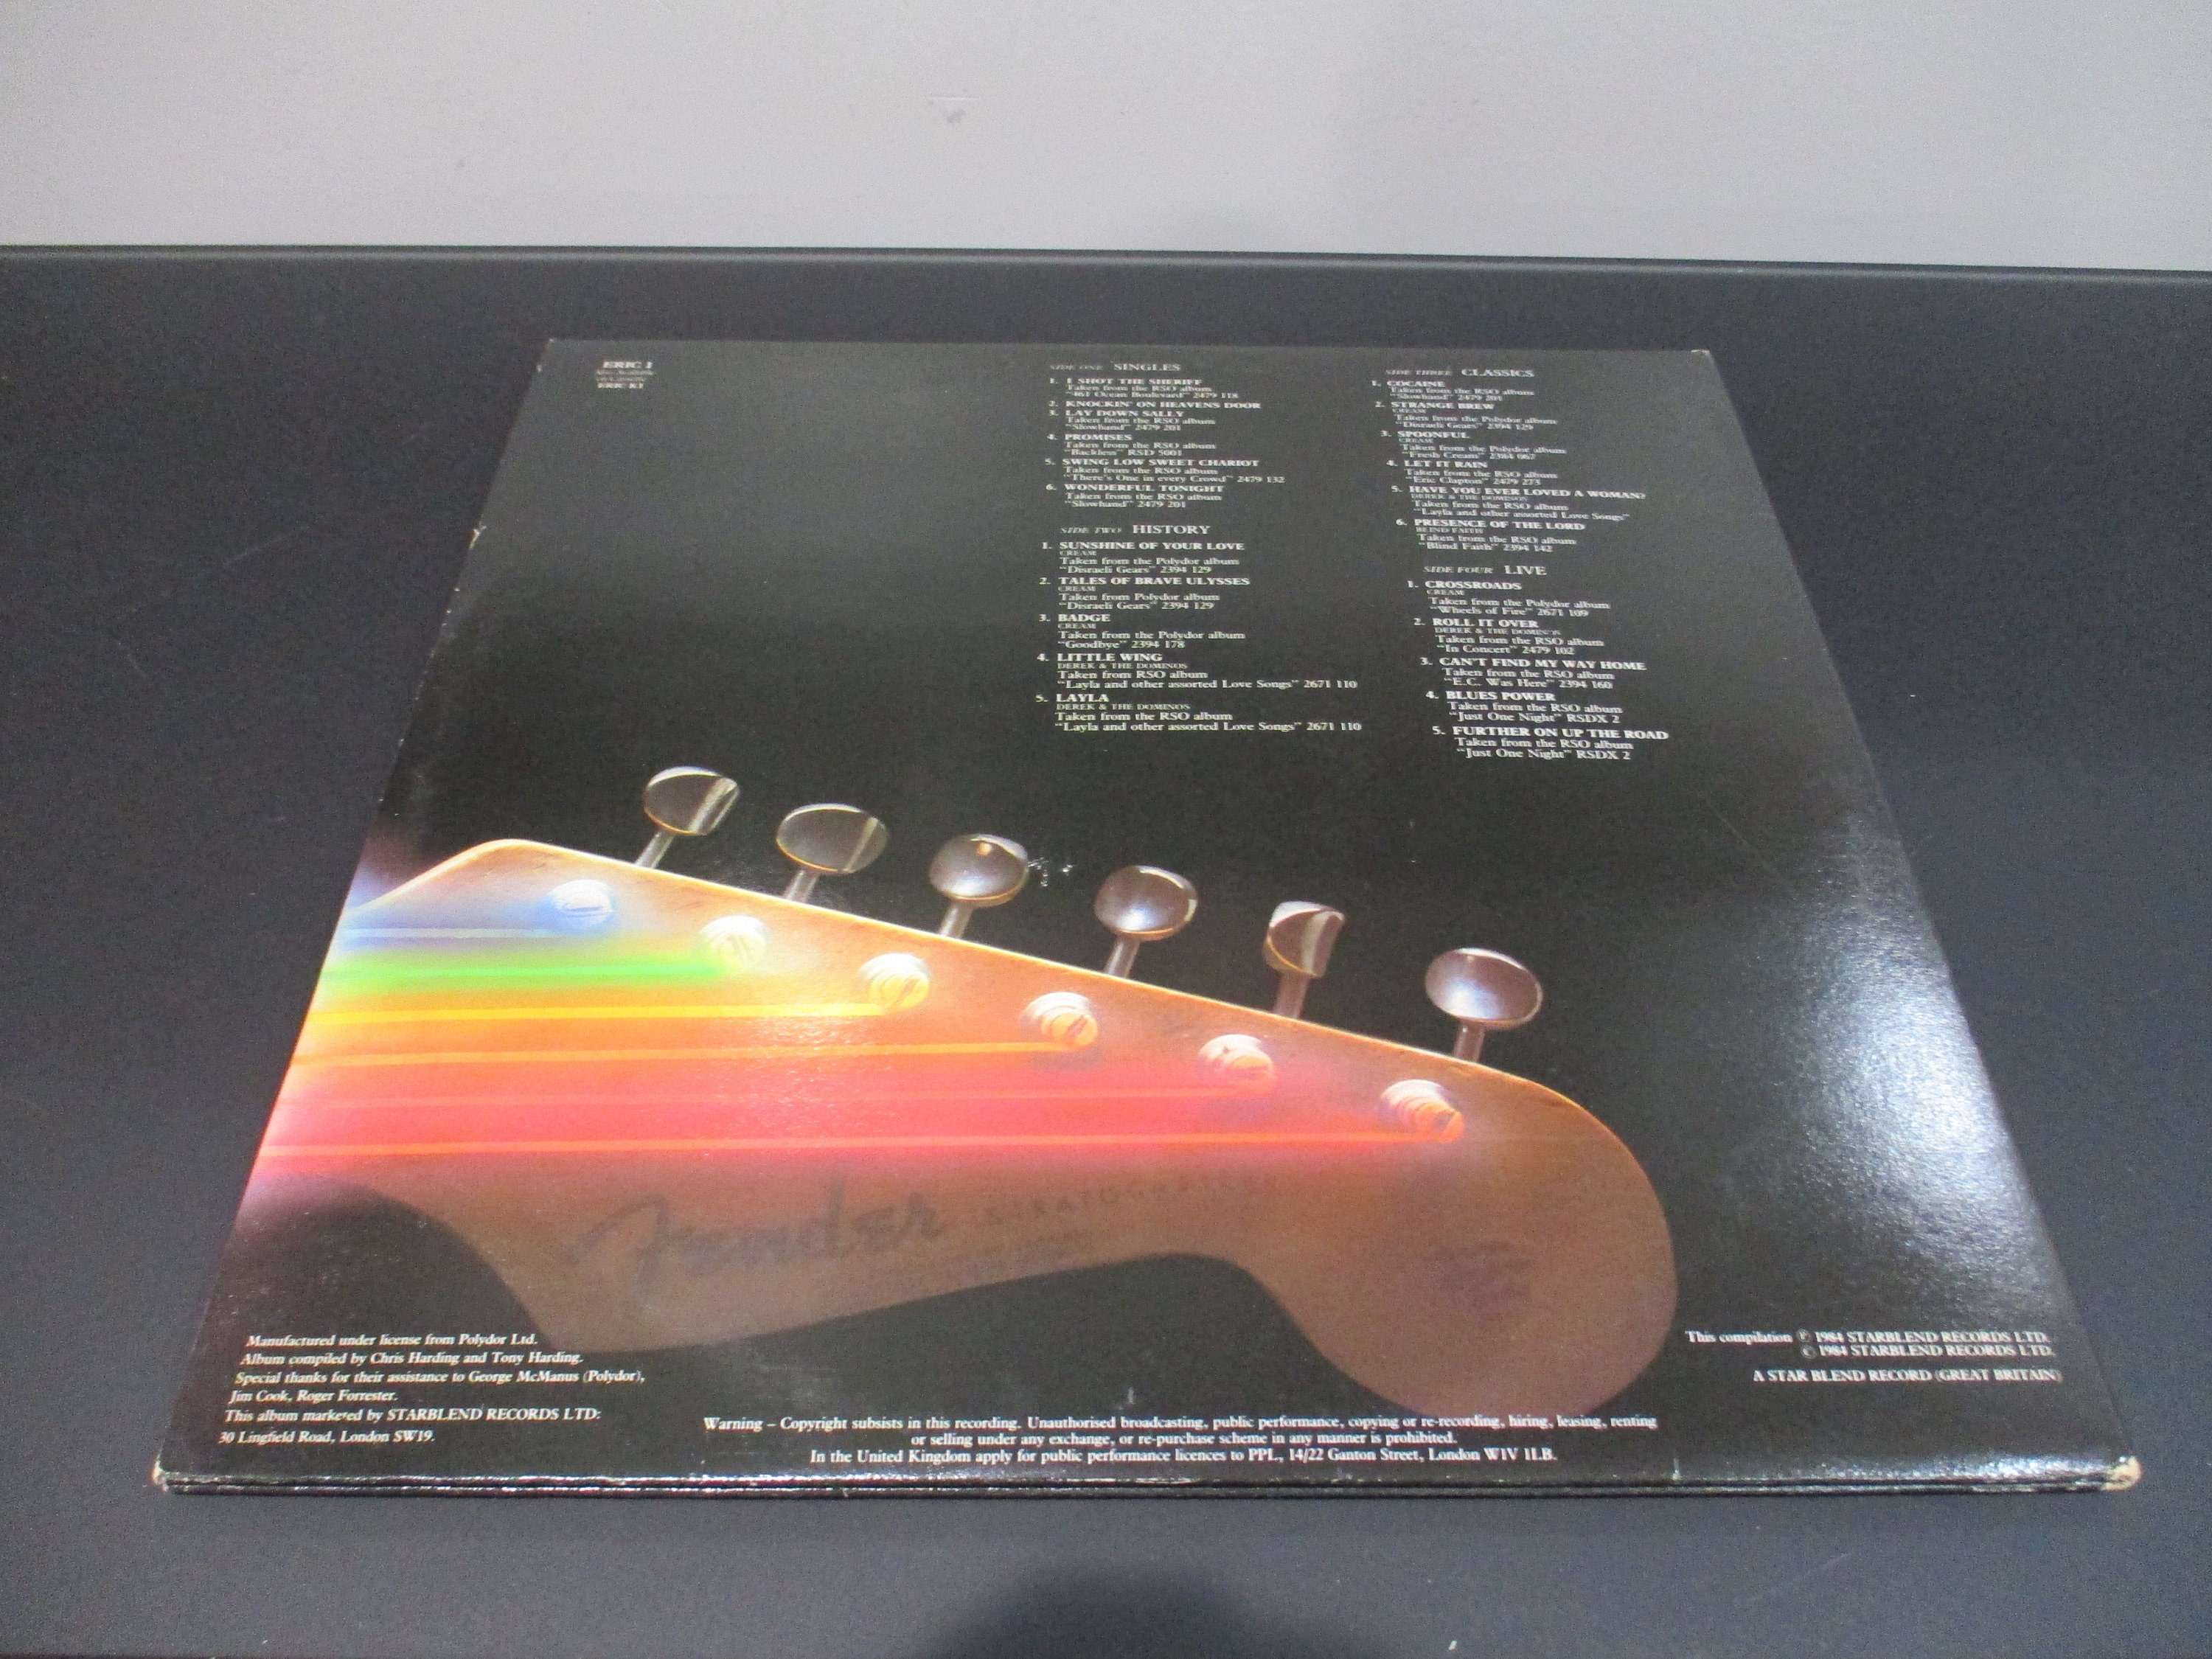 ERIC 1
Also Available
on Cassette
ERIC K1
SIDE ONE SINGLES
1. I SHOT THE SHERIFF
Taken from the RSO album
"461 Ocean Boulevard" 2479 118
2. KNOCKIN' ON HEAVENS DOOR
3. LAY DOWN SALLY
Taken from the RSO album
"Slowhand" 2479 201
4. PROMISES
Taken from the RSO album
"Backless" RSD 5001
5. SWING LOW SWEET CHARIOT
Taken from the RSO album
"There's One in every Crowd" 2479 132
6. WONDERFUL TONIGHT
Taken from the RSO album
"Slowhand" 2479 201
SIDE TWO HISTORY
1. SUNSHINE OF YOUR LOVE
CREAM
Taken from the Polydor album
"Disraeli Gears" 2394 129
2. TALES OF BRAVE ULYSSES
CREAM
Taken from Polydor album
"Disraeli Gears" 2394 129
3. BADGE
CREAM
Taken from the Polydor album
"Goodbye" 2394 178
4. LITTLE WING
DEREK & THE DOMINOS
Taken from RSO album
"Layla and other assorted Love Songs" 2671 110
5. LAYLA
DEREK & THE DOMINOS
Taken from the RSO album
"Layla and other assorted Love Songs" 2671 110
SIDE THREE CLASSICS
1. COCAINE
Taken from the RSO album
"Slowhand" 2479 201
2. STRANGE BREW
CREAM
Taken from the Polydor album
"Disraeli Gears" 2394 129
3. SPOONFUL
CREAM
Taken from the Polydor album
"Fresh Cream" 2384 067
4. LET IT RAIN
Taken from the RSO album
"Eric Clapton" 2479 273
5. HAVE YOU EVER LOVED A WOMAN?
DEREK & THE DOMINOS
Taken from the RSO album
"Layla and other assorted Love Songs"
6. PRESENCE OF THE LORD
BLIND FAITH
Taken from the RSO album
"Blind Faith" 2394 142
SIDE FOUR LIVE
1. CROSSROADS
CREAM
Taken from the Polydor album
"Wheels of Fire" 2671 109
2. ROLL IT OVER
DEREK & THE DOMINOS
Taken from the RSO album
"In Concert" 2479 102
3. CAN'T FIND MY WAY HOME
Taken from the RSO album
"E.C. Was Here" 2394 160
4. BLUES POWER
Taken from the RSO album
"Just One Night" RSDX 2
5. FURTHER ON UP THE ROAD
Taken from the RSO album
"Just One Night" RSDX 2
Fender STRATOCASTER
Manufactured under license from Polydor Ltd.
Album compiled by Chris Harding and Tony Harding.
Special thanks for their assistance to George McManus (Polydor),
Jim Cook, Roger Forrester.
This album marketed by STARBLEND RECORDS LTD:
30 Lingfield Road, London SW19.
Warning – Copyright subsists in this recording. Unauthorised broadcasting, public performance, copying or re-recording, hiring, leasing, renting
or selling under any exchange, or re-purchase scheme in any manner is prohibited.
In the United Kingdom apply for public performance licences to PPL, 14/22 Ganton Street, London W1V 1LB.
This compilation ℗ 1984 STARBLEND RECORDS LTD.
© 1984 STARBLEND RECORDS LTD.
A STAR BLEND RECORD (GREAT BRITAIN)